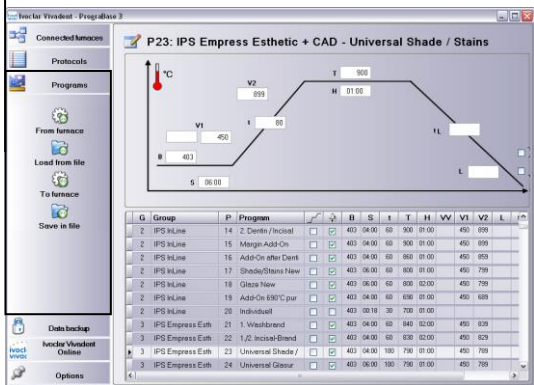 Ivoclar Vivadent - PrograBase 3
Connected furnaces
Protocols
Programs
From furnace
Load from file
To furnace
Save in file
Data backup
Ivoclar Vivadent Online
Options
P23: IPS Empress Esthetic + CAD - Universal Shade / Stains
°C
T 900
V2
H 01:00
899
t 80
V1
450
tL
B 403
L
S 06:00
G Group P Program B S t T H VV V1 V2 L
2 IPS InLine 14 2. Dentin / Incisal 403 04:00 60 900 01:00 450 899
2 IPS InLine 15 Margin Add-On 403 04:00 60 900 01:00 450 899
2 IPS InLine 16 Add-On after Denti 403 04:00 60 860 01:00 450 859
2 IPS InLine 17 Shade/Stains New 403 06:00 60 800 01:00 450 799
2 IPS InLine 18 Glaze New 403 06:00 60 800 02:00 450 799
2 IPS InLine 19 Add-On 690°C pur 403 04:00 60 690 01:00 450 689
2 IPS InLine 20 Individuell 403 00:18 30 700 01:00
3 IPS Empress Esth 21 1. Washbrand 403 04:00 60 840 02:00 450 839
3 IPS Empress Esth 22 1./2. Incisal-Brand 403 04:00 60 830 02:00 450 829
3 IPS Empress Esth 23 Universal Shade / 403 04:00 100 790 01:00 450 789
3 IPS Empress Esth 24 Universal Glasur 403 06:00 100 790 01:00 450 789